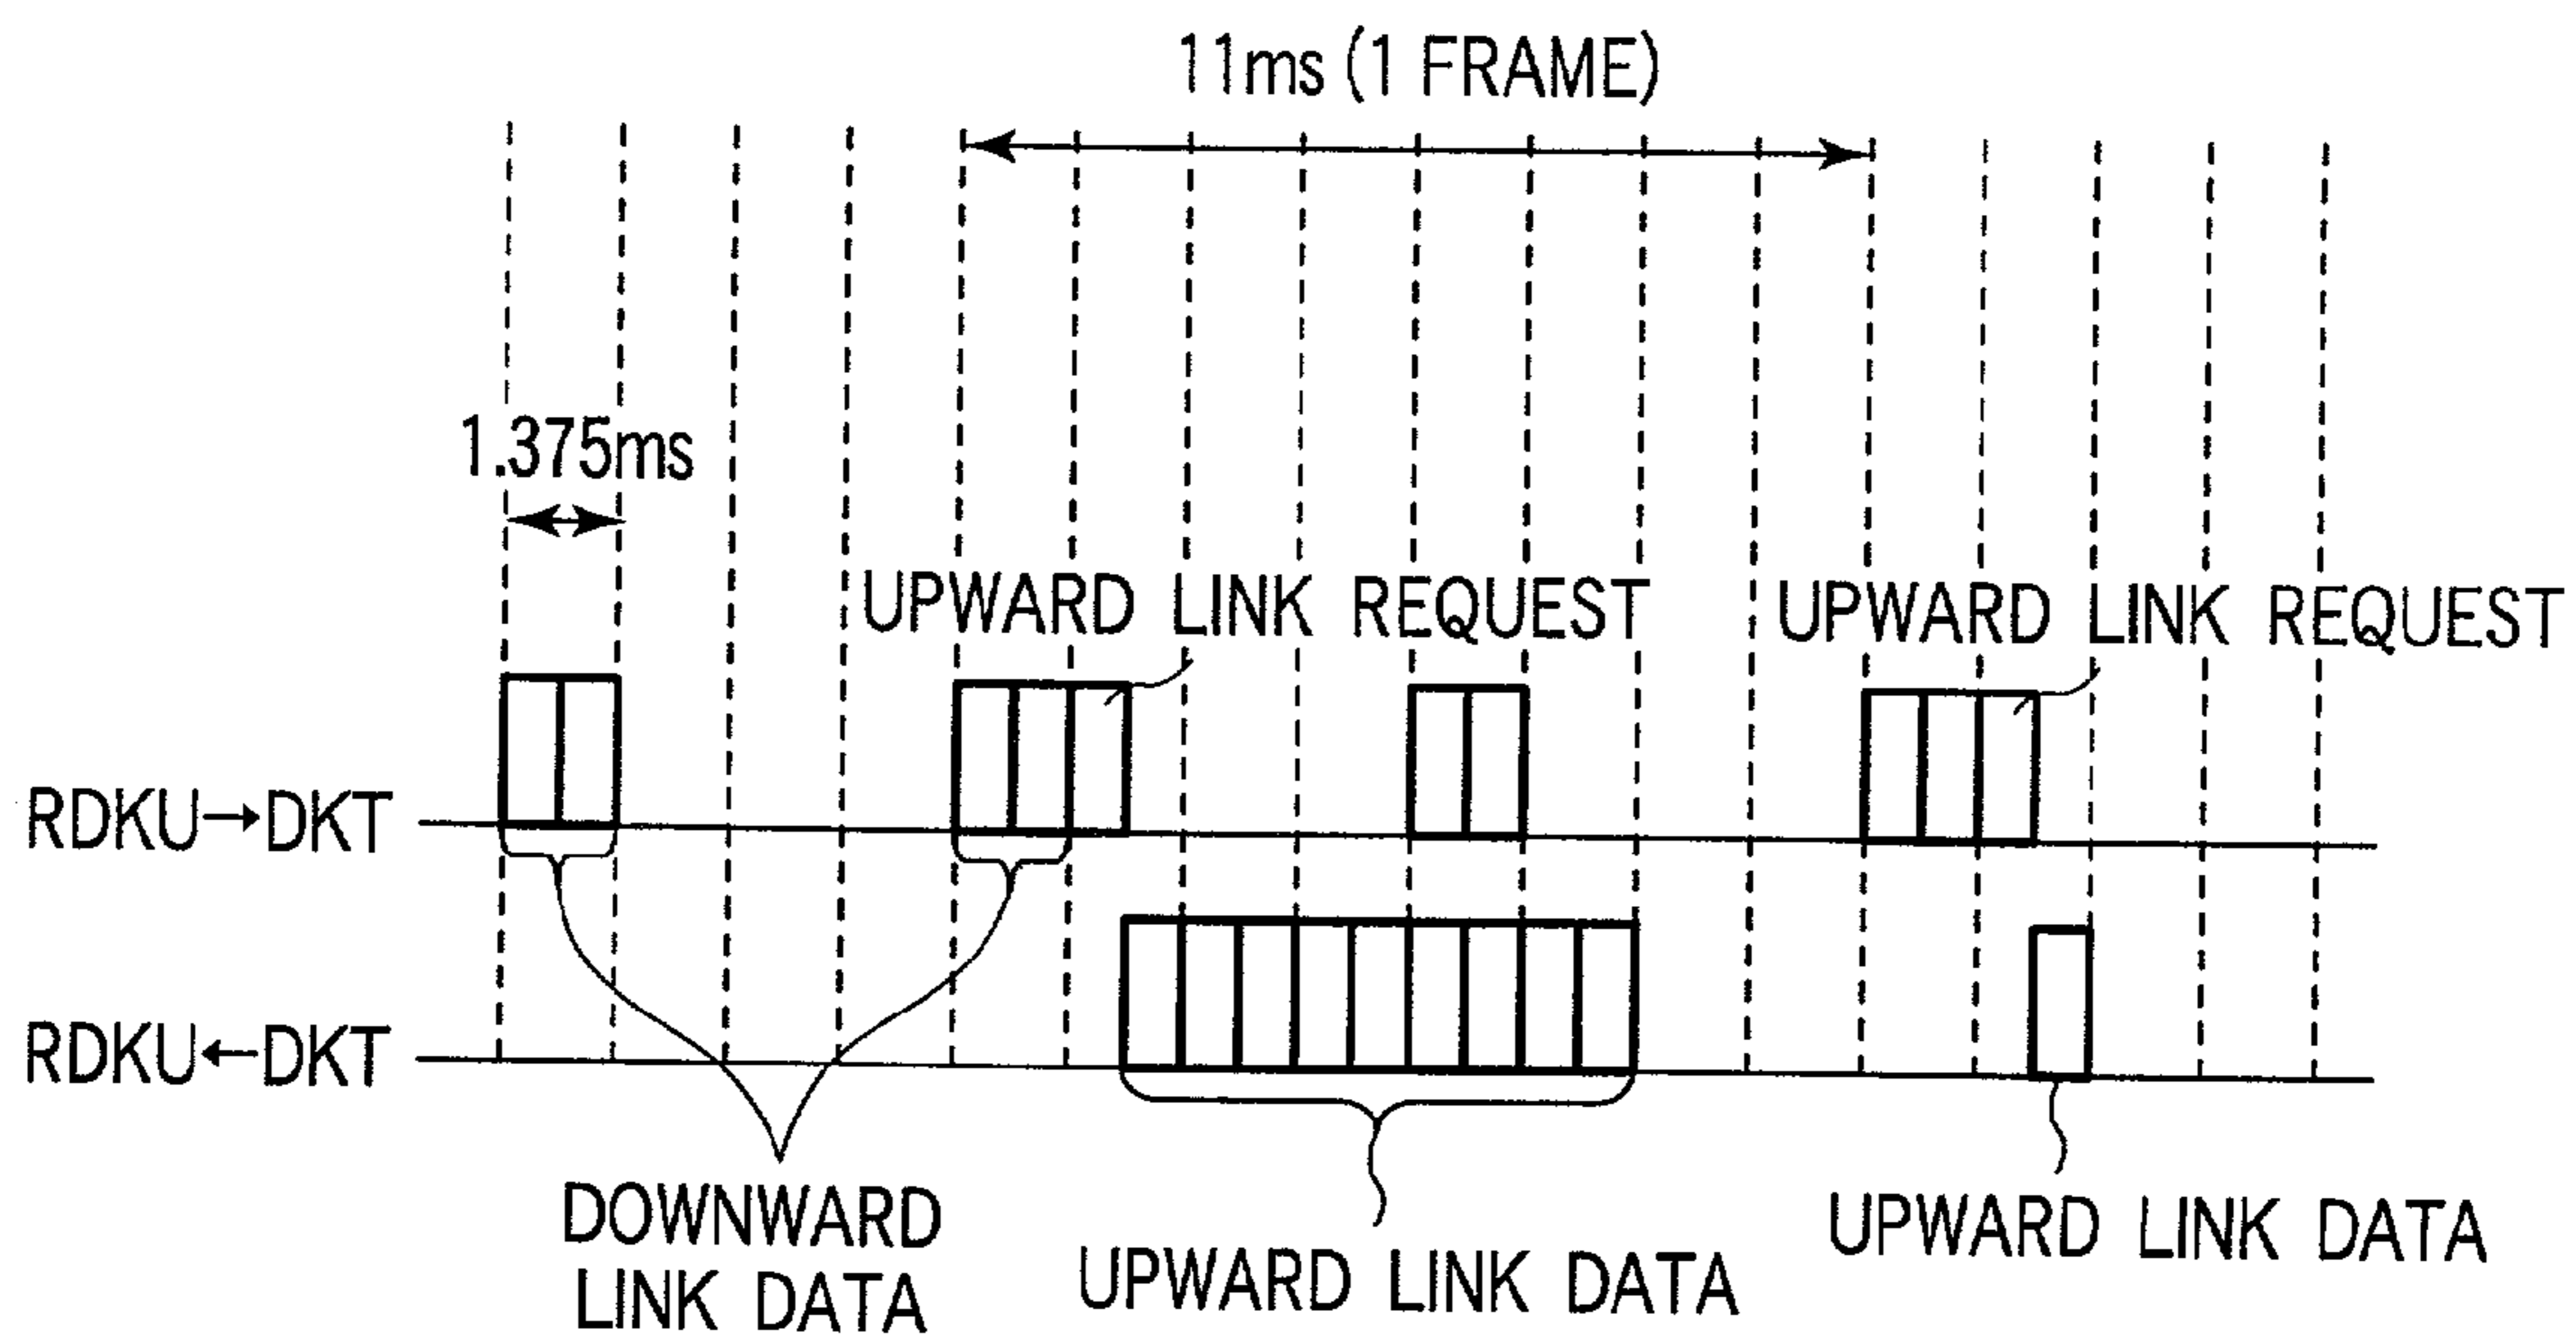 11ms (1 FRAME)
1.375ms
UPWARD LINK REQUEST
UPWARD LINK REQUEST
RDKU→DKT
RDKU←DKT
DOWNWARD
LINK DATA
UPWARD LINK DATA
UPWARD LINK DATA